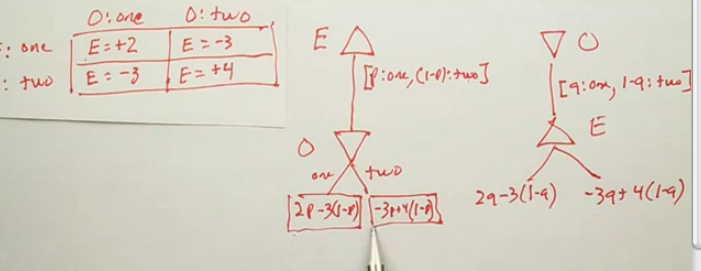 O: one O: two
: one E = +2 E = -3
: two E = -3 E = +4
E
[p: one, (1-p): two]
O
one two
2p - 3(1-p) -3p + 4(1-p)
O
[q: one, 1-q: two]
E
2q - 3(1-q) -3q + 4(1-q)